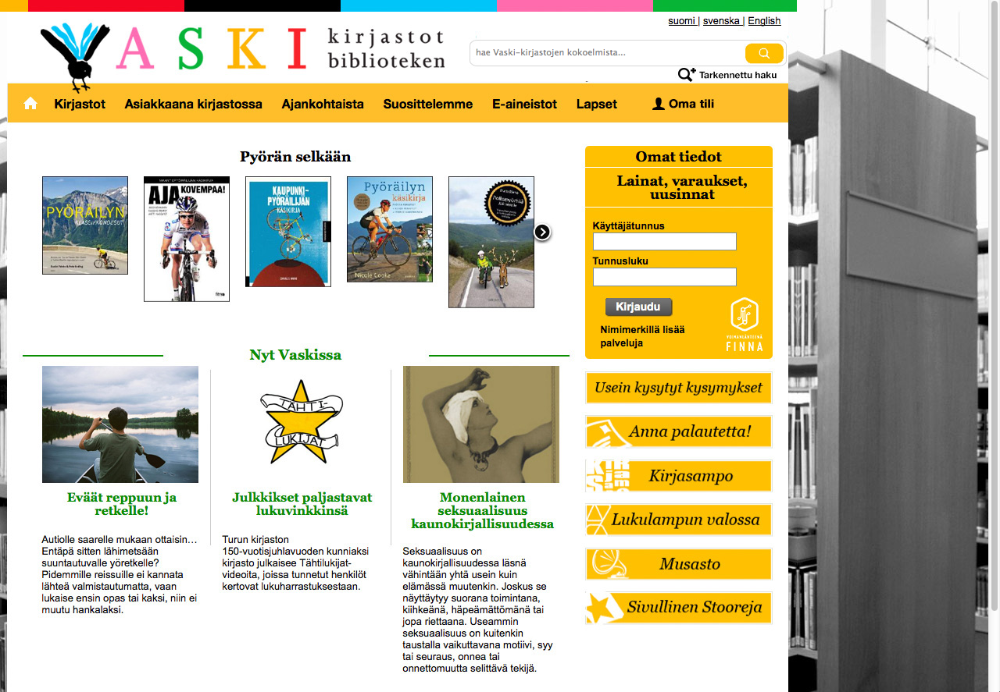 suomi | svenska | English
VASKI kirjastot
biblioteken
hae Vaski-kirjastojen kokoelmista...
Tarkennettu haku
Kirjastot Asiakkaana kirjastossa Ajankohtaista Suosittelemme E-aineistot Lapset Oma tili
Pyörän selkään
PYÖRÄILYN
KLASSIKKONOUSUT
AJA
KOVEMPAA!
KAUPUNKI-
PYÖRÄILIJÄN
KÄSIKIRJA
Pyöräilyn
käsikirja
Nicole Cooke
Omat tiedot
Lainat, varaukset,
uusinnat
Käyttäjätunnus
Tunnusluku
Kirjaudu
Nimimerkillä lisää
palveluja
VOIMANLÄHTEENÄ
FINNA
Nyt Vaskissa
TÄHTI-
LUKIJAT
Eväät reppuun ja
retkelle!
Autiolle saarelle mukaan ottaisin…
Entäpä sitten lähimetsään
suuntautuvalle yöretkelle?
Pidemmille reissuille ei kannata
lähteä valmistautumatta, vaan
lukaise ensin opas tai kaksi, niin ei
muutu hankalaksi.
Julkkikset paljastavat
lukuvinkkinsä
Turun kirjaston
150-vuotisjuhlavuoden kunniaksi
kirjasto julkaisee Tähtilukijat-
videoita, joissa tunnetut henkilöt
kertovat lukuharrastuksestaan.
Monenlainen
seksuaalisuus
kaunokirjallisuudessa
Seksuaalisuus on
kaunokirjallisuudessa läsnä
vähintään yhtä usein kuin
elämässä muutenkin. Joskus se
näyttäytyy suorana toimintana,
kiihkeänä, häpeämättömänä tai
jopa riettaana. Useammin
seksuaalisuus on kuitenkin
taustalla vaikuttavana motiivi, syy
tai seuraus, onnea tai
onnettomuutta selittävä tekijä.
Usein kysytyt kysymykset
Anna palautetta!
Kirjasampo
Lukulampun valossa
Musasto
Sivullinen Stooreja